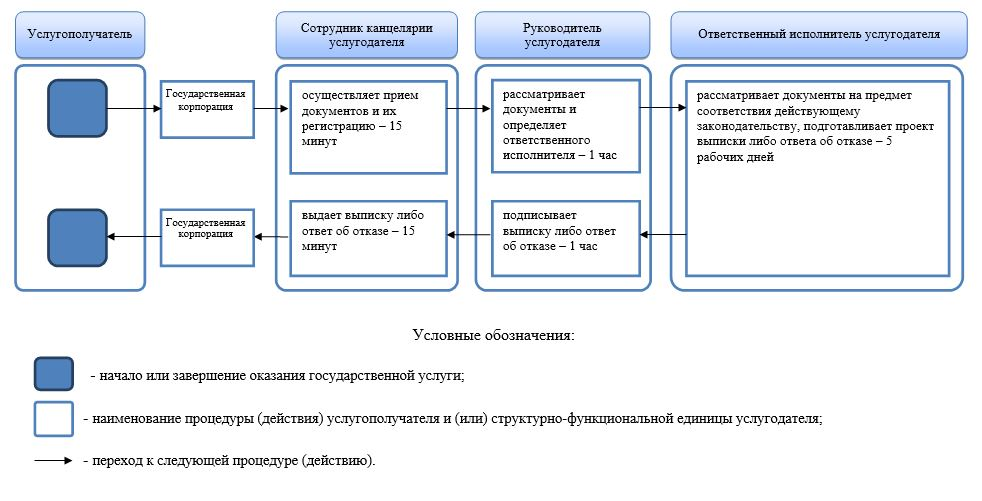 Услугополучатель
Сотрудник канцелярии
услугодателя
Руководитель
услугодателя
Ответственный исполнитель услугодателя
Государственная
корпорация
осуществляет прием
документов и их
регистрацию – 15
минут
рассматривает
документы и
определяет
ответственного
исполнителя – 1 час
рассматривает документы на предмет
соответствия действующему
законодательству, подготавливает проект
выписки либо ответа об отказе – 5
рабочих дней
Государственная
корпорация
выдает выписку либо
ответ об отказе – 15
минут
подписывает
выписку либо ответ
об отказе – 1 час
Условные обозначения:
- начало или завершение оказания государственной услуги;
- наименование процедуры (действия) услугополучателя и (или) структурно-функциональной единицы услугодателя;
- переход к следующей процедуре (действию).